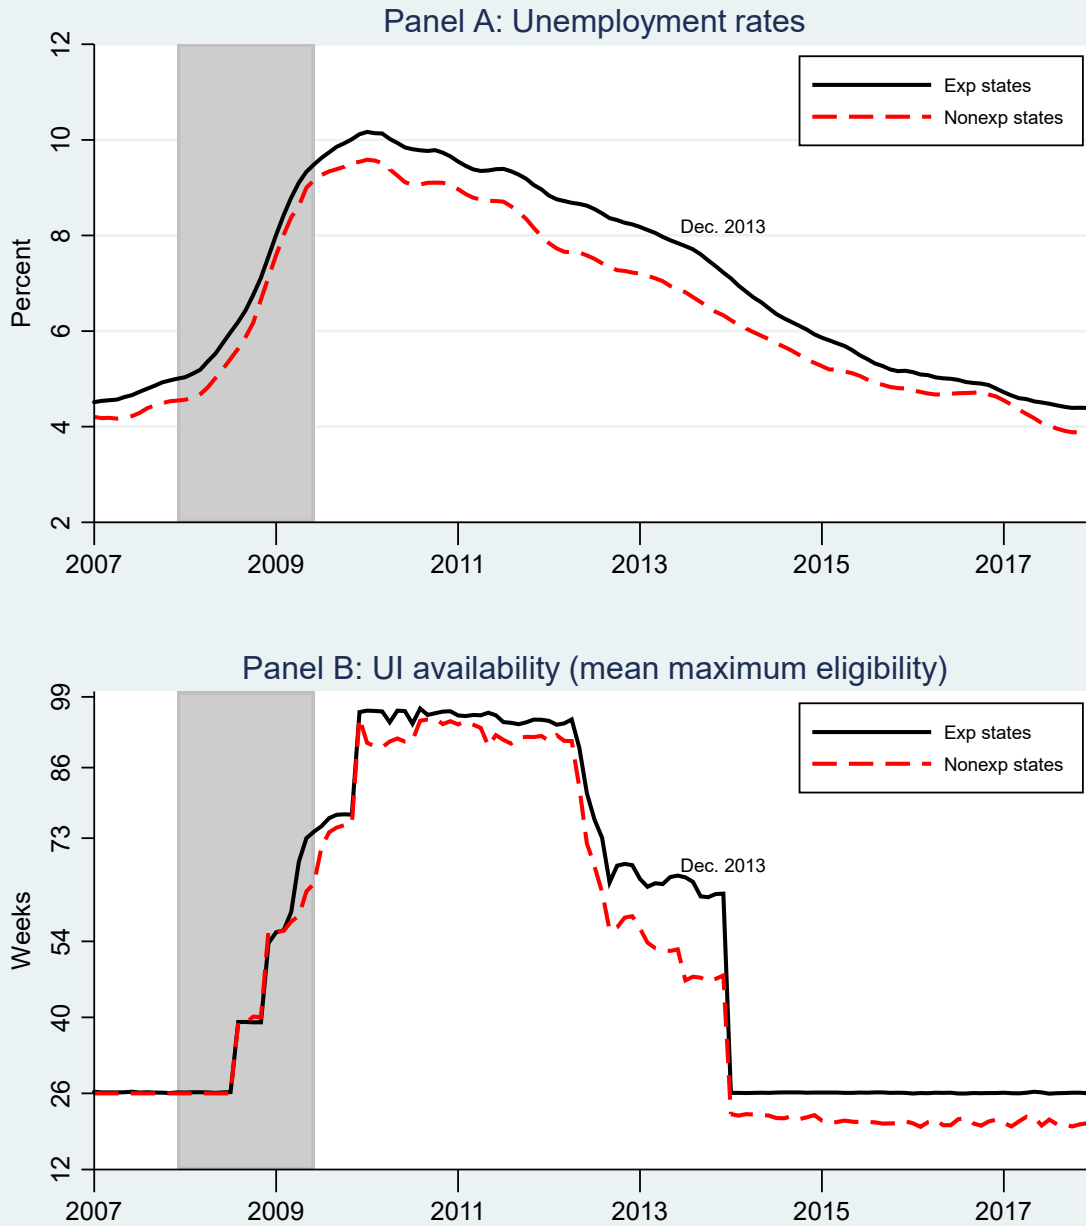 Panel A: Unemployment rates
12
10
8
6
4
2
Percent
Exp states
Nonexp states
Dec. 2013
2007 2009 2011 2013 2015 2017
Panel B: UI availability (mean maximum eligibility)
99
86
73
54
40
26
12
Weeks
Exp states
Nonexp states
Dec. 2013
2007 2009 2011 2013 2015 2017